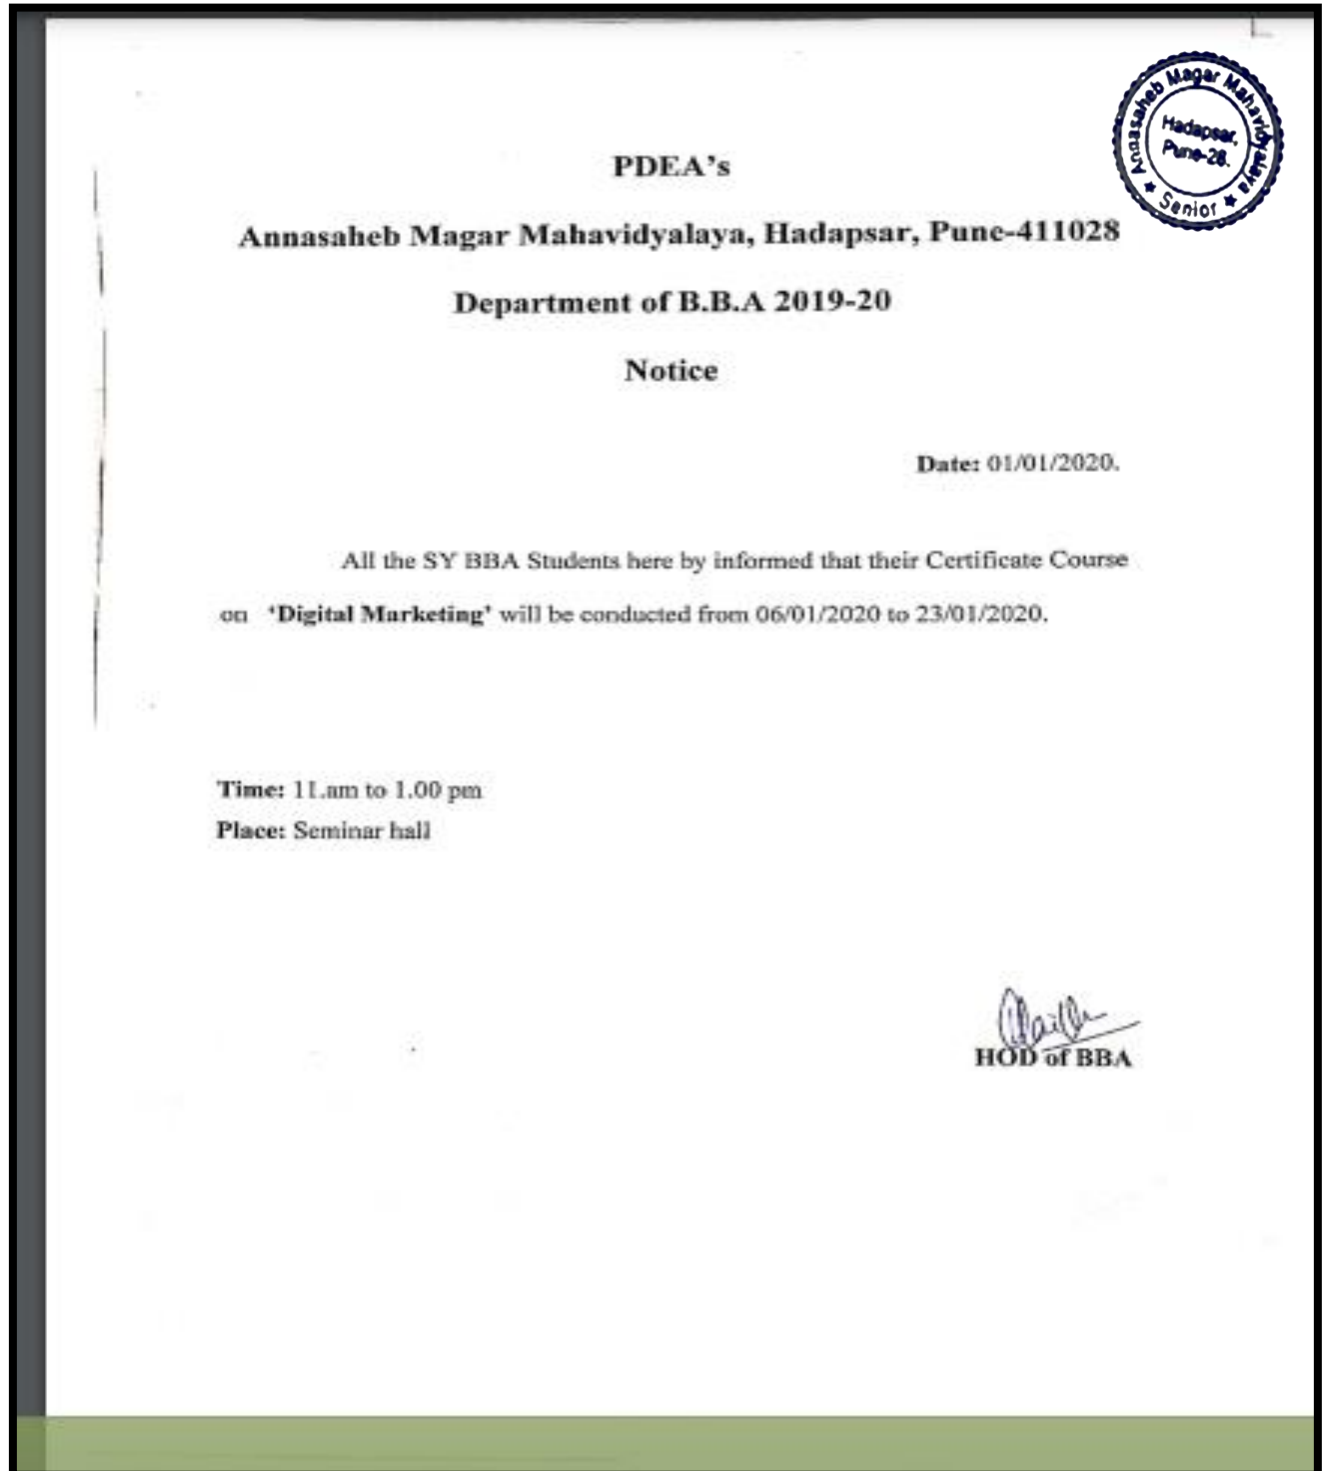 Annasaheb Magar Mahavidyalaya
Hadapsar,
Pune-28.
★ Senior ★
PDEA's
Annasaheb Magar Mahavidyalaya, Hadapsar, Pune-411028
Department of B.B.A 2019-20
Notice
Date: 01/01/2020.
All the SY BBA Students here by informed that their Certificate Course
on 'Digital Marketing' will be conducted from 06/01/2020 to 23/01/2020.
Time: 11.am to 1.00 pm
Place: Seminar hall
HOD of BBA